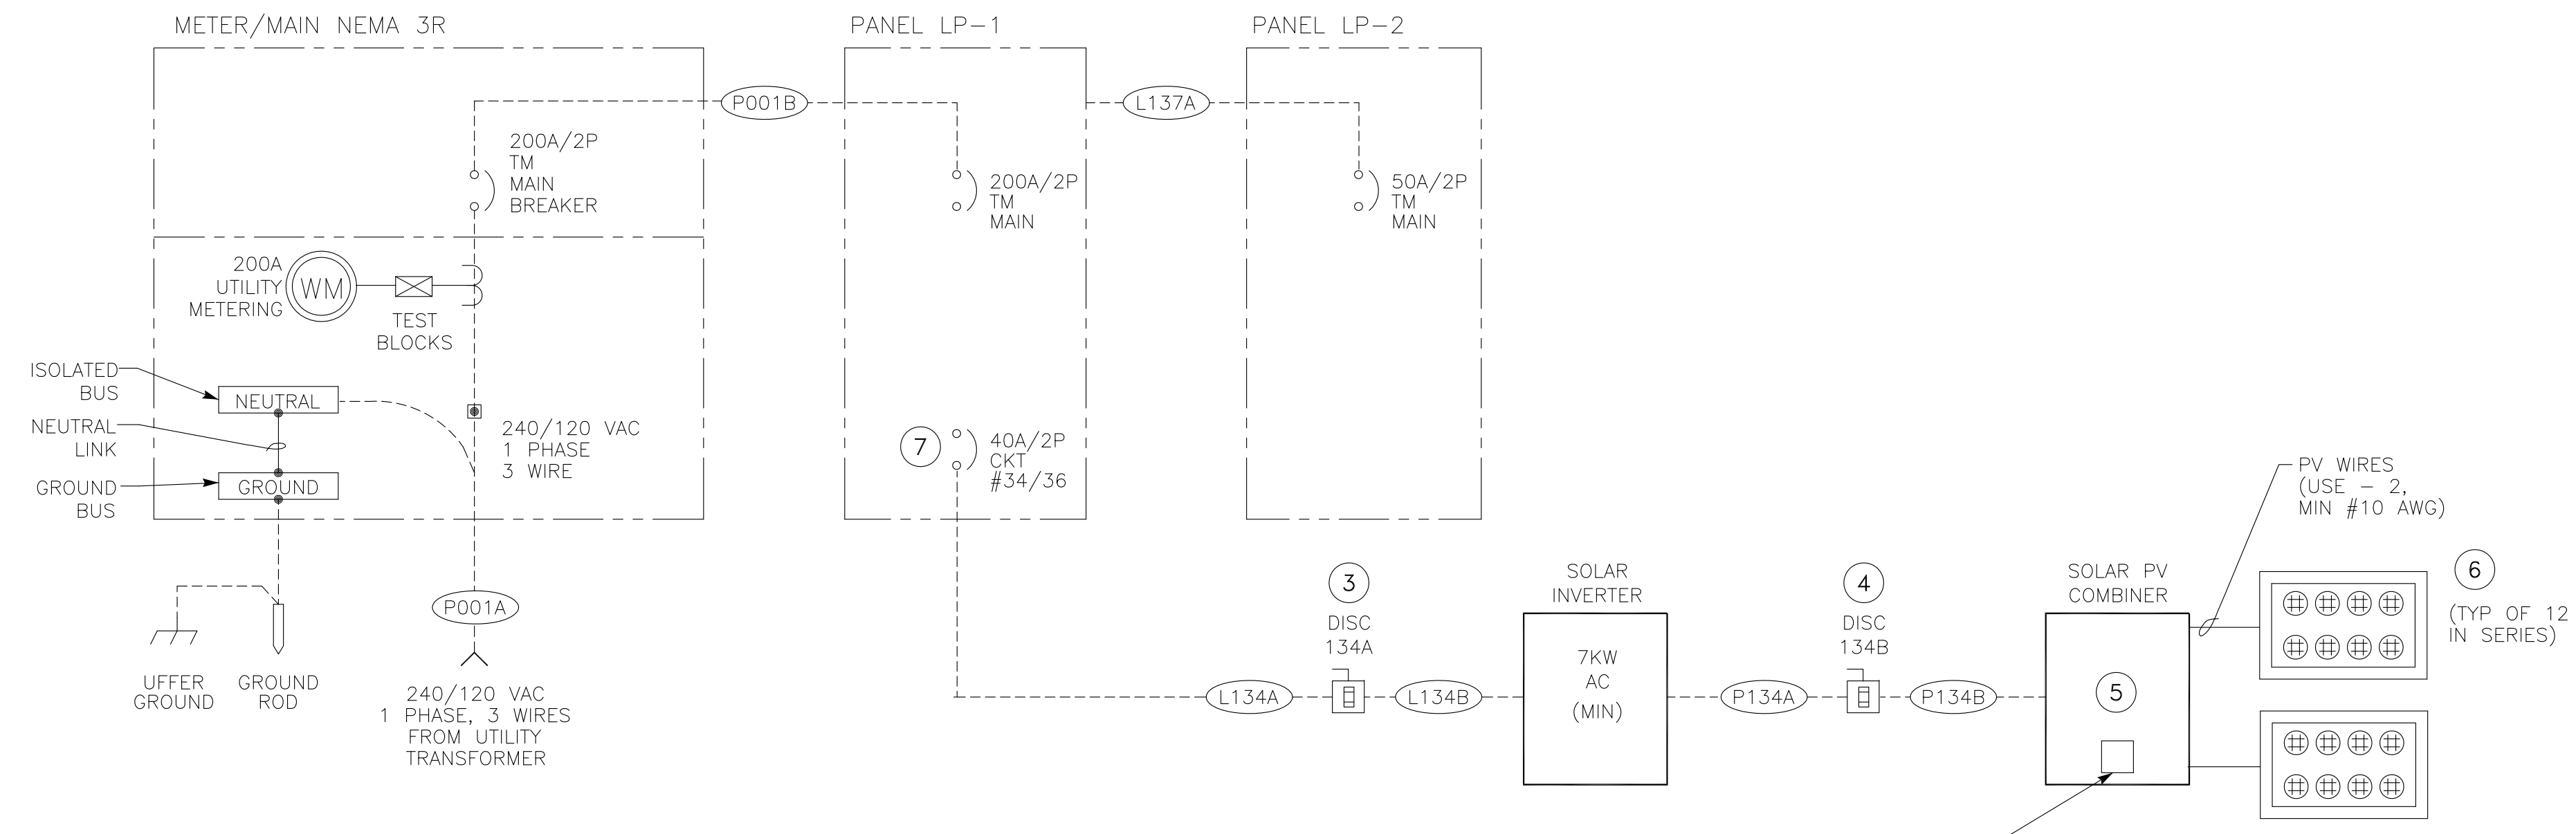 METER/MAIN NEMA 3R
PANEL LP-1
PANEL LP-2
P001B
L137A
200A/2P
TM
MAIN
BREAKER
200A/2P
TM
MAIN
50A/2P
TM
MAIN
200A
UTILITY
METERING
WM
TEST
BLOCKS
ISOLATED
BUS
NEUTRAL
NEUTRAL
LINK
GROUND
BUS
GROUND
240/120 VAC
1 PHASE
3 WIRE
7
40A/2P
CKT
#34/36
PV WIRES
(USE - 2,
MIN #10 AWG)
P001A
UFFER
GROUND
GROUND
ROD
240/120 VAC
1 PHASE, 3 WIRES
FROM UTILITY
TRANSFORMER
L134A
3
DISC
134A
L134B
SOLAR
INVERTER
7KW
AC
(MIN)
P134A
4
DISC
134B
P134B
SOLAR PV
COMBINER
5
6
(TYP OF 12
IN SERIES)